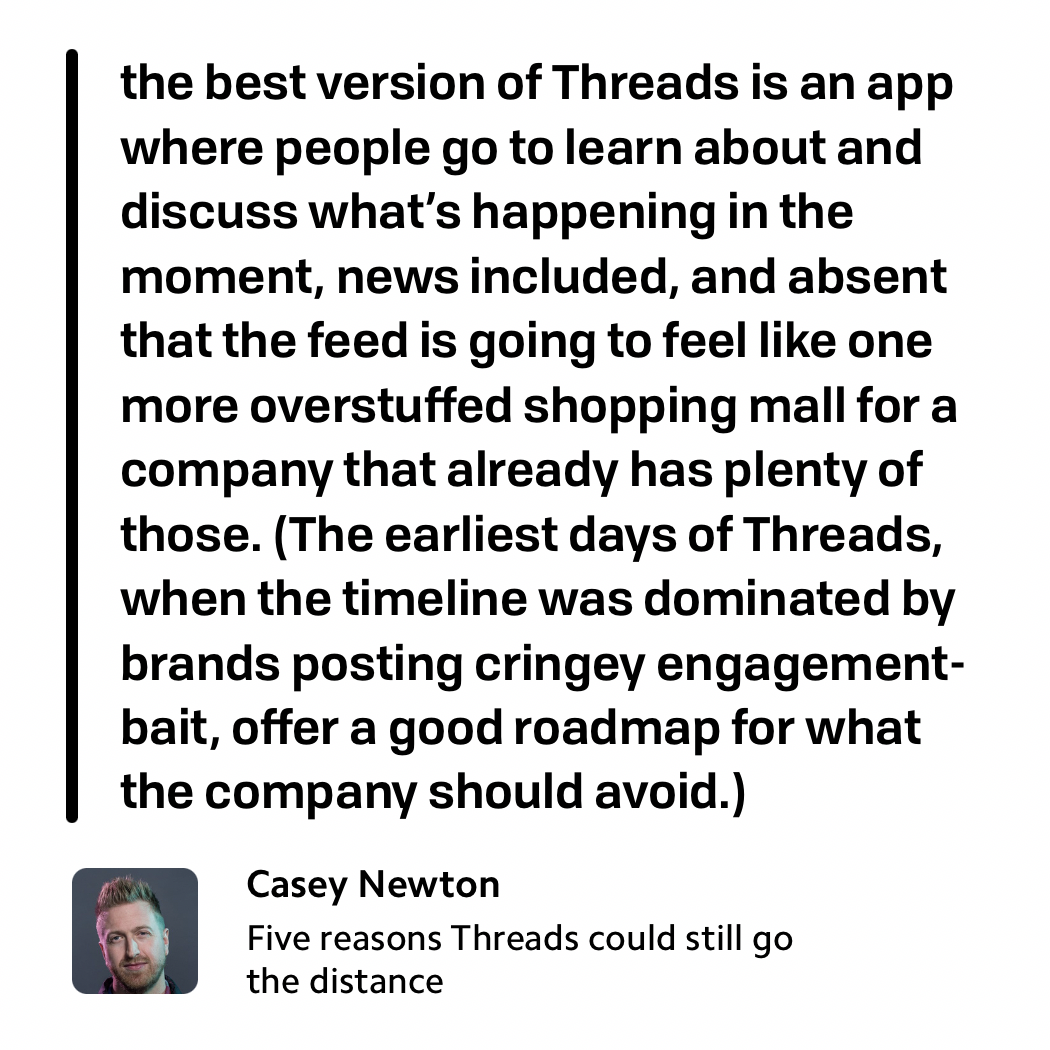 the best version of Threads is an app
where people go to learn about and
discuss what’s happening in the
moment, news included, and absent
that the feed is going to feel like one
more overstuffed shopping mall for a
company that already has plenty of
those. (The earliest days of Threads,
when the timeline was dominated by
brands posting cringey engagement-
bait, offer a good roadmap for what
the company should avoid.)
Casey Newton
Five reasons Threads could still go
the distance